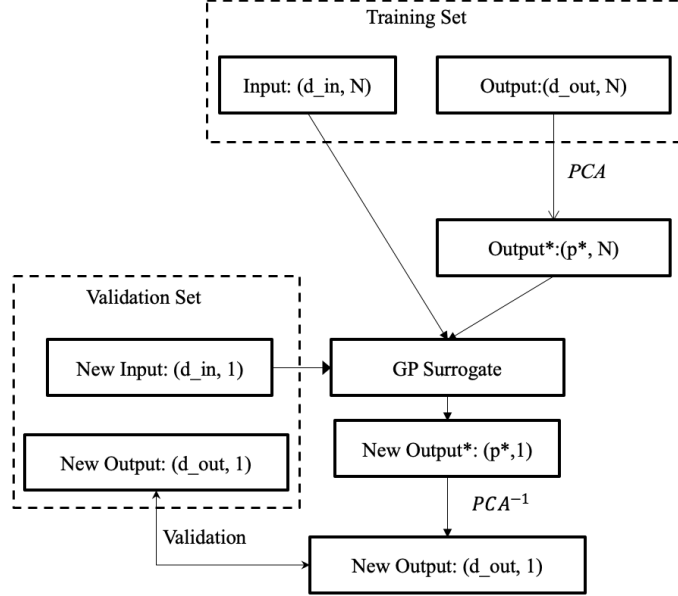 Training Set
Input: (d_in, N)
Output:(d_out, N)
PCA
Output*:(p*, N)
Validation Set
New Input: (d_in, 1)
GP Surrogate
New Output: (d_out, 1)
New Output*: (p*,1)
PCA⁻¹
Validation
New Output: (d_out, 1)